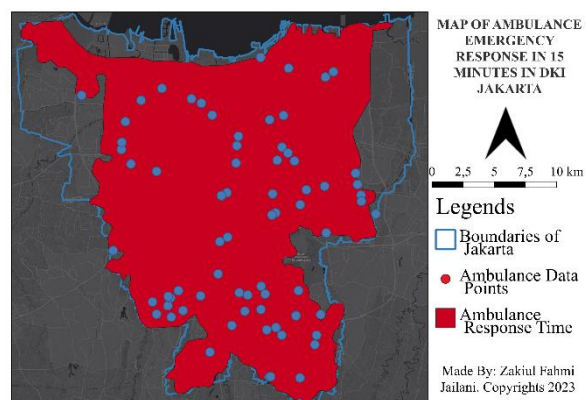 MAP OF AMBULANCE
EMERGENCY
RESPONSE IN 15
MINUTES IN DKI
JAKARTA
0 2,5 5 7,5 10 km
Legends
Boundaries of
Jakarta
Ambulance Data
Points
Ambulance
Response Time
Made By: Zakiul Fahmi
Jailani. Copyrights 2023